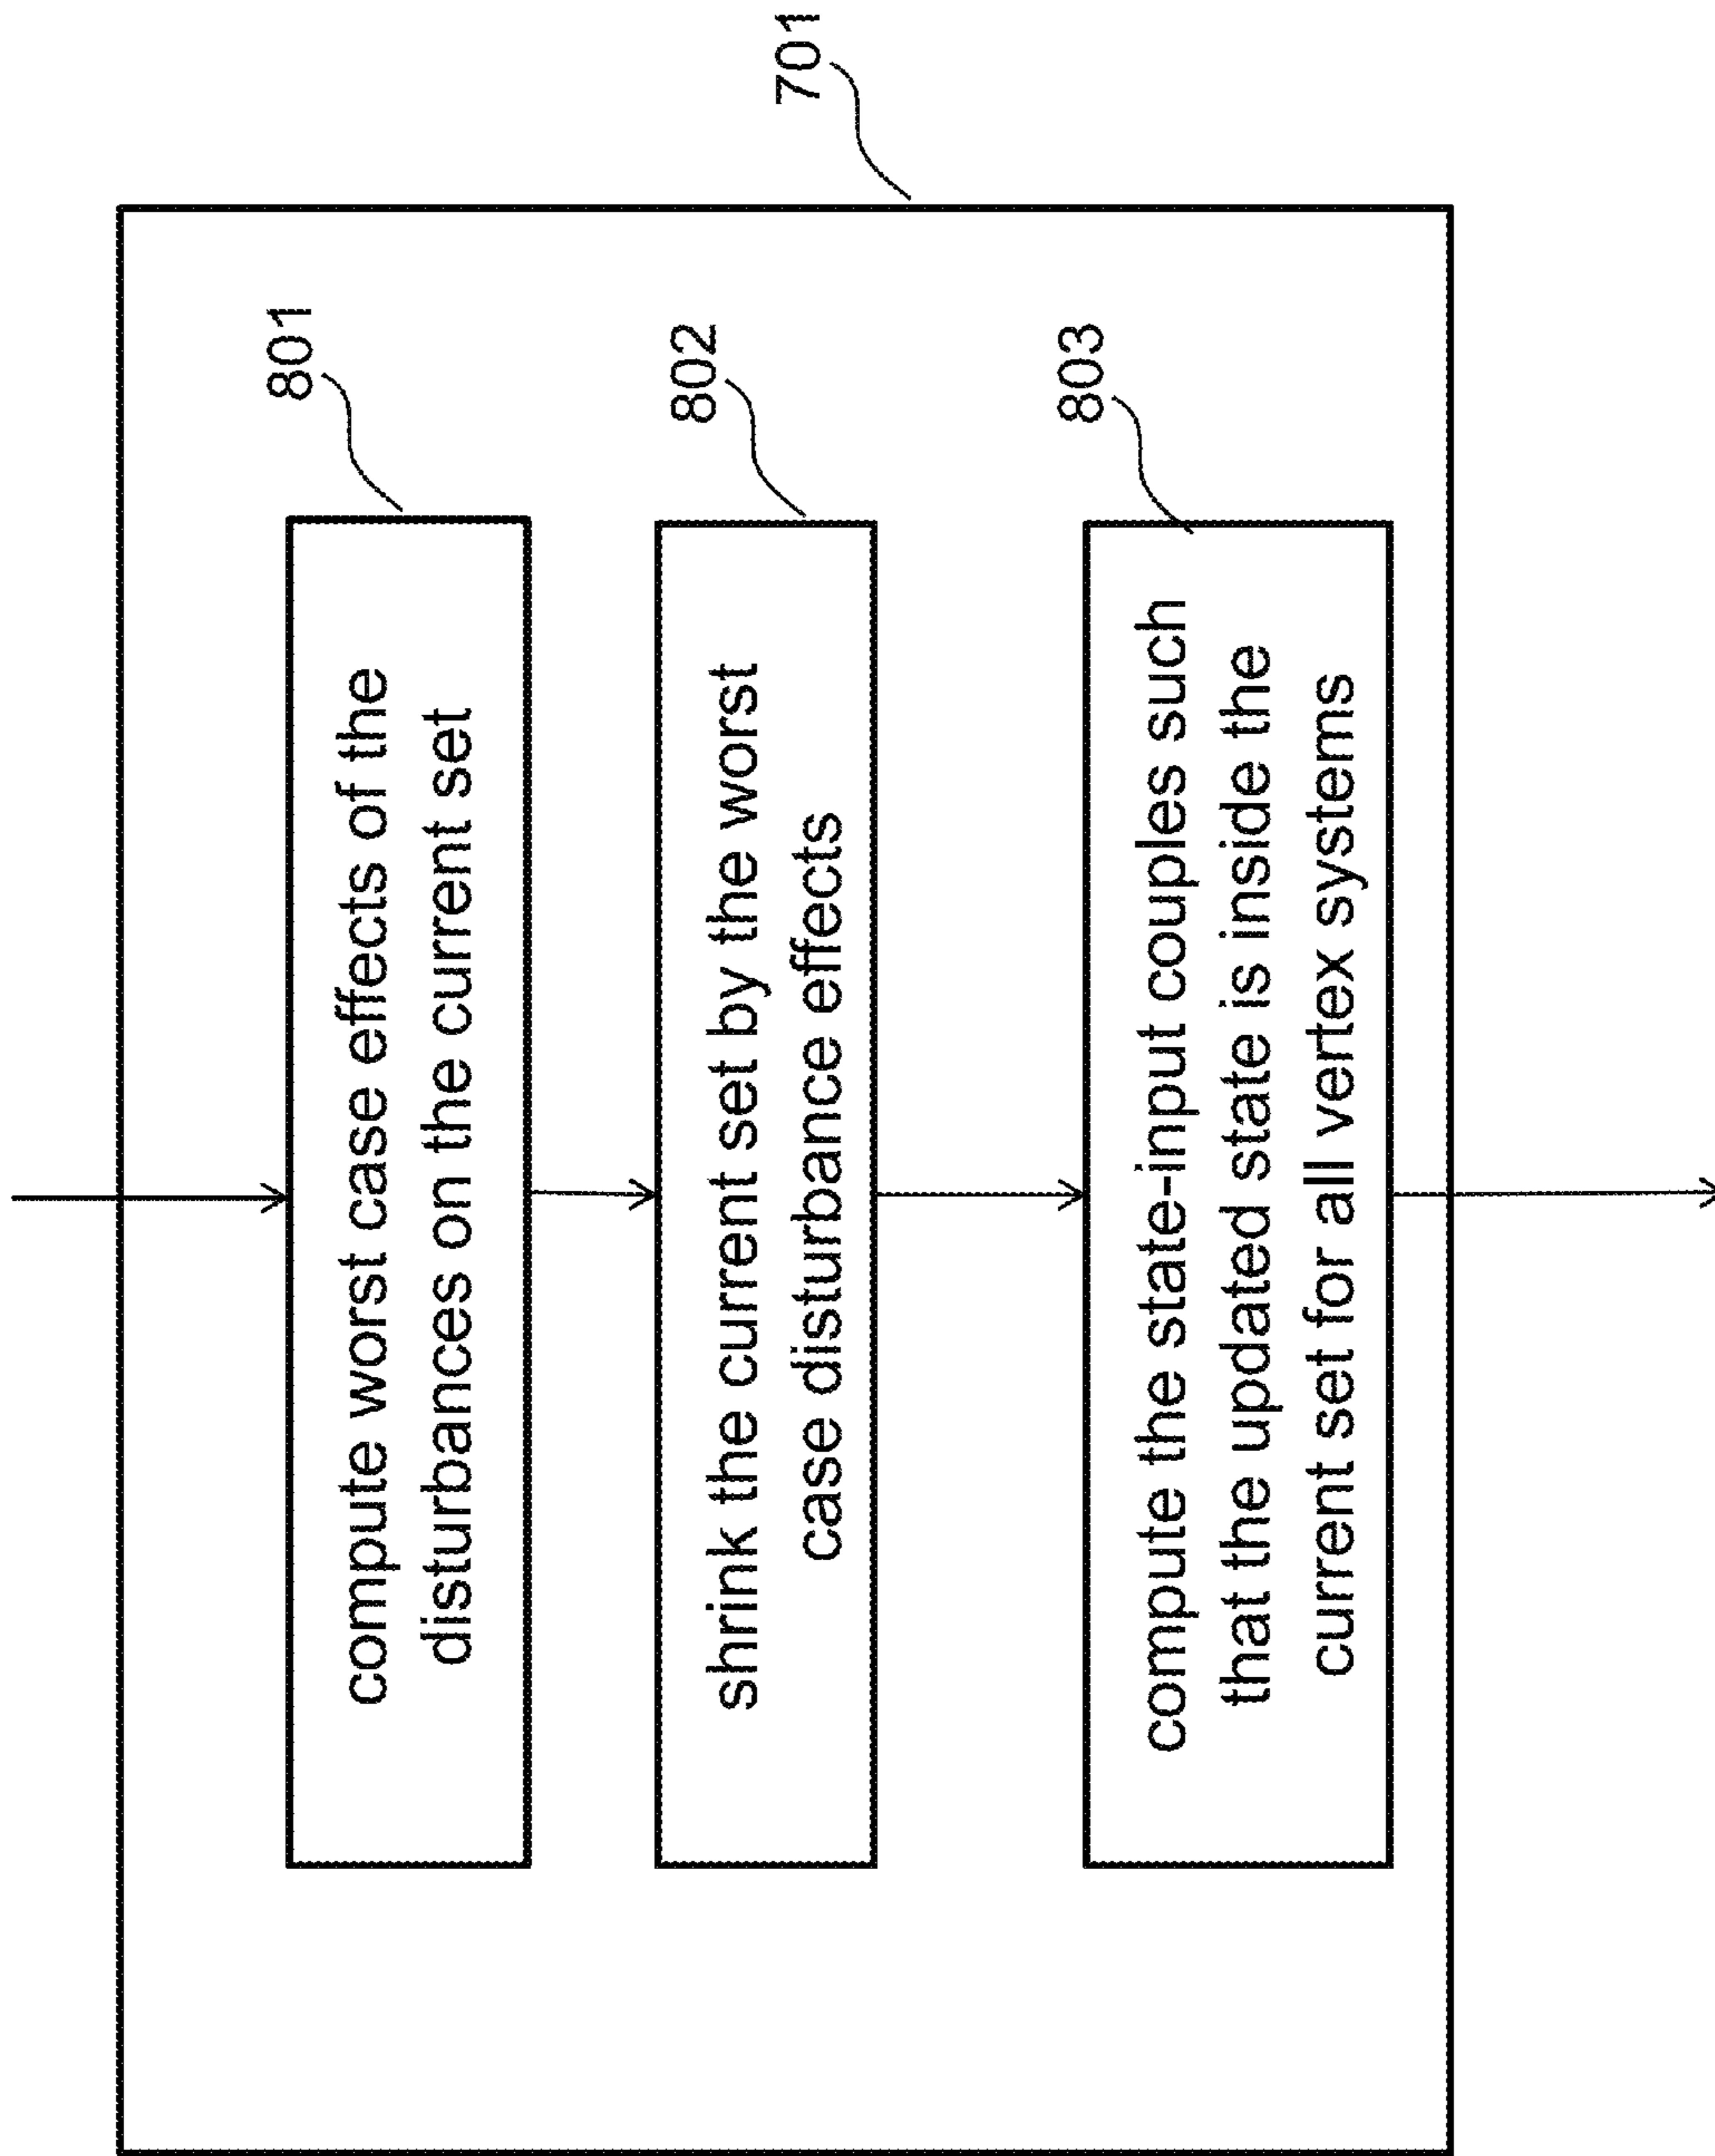 701
801
compute worst case effects of the
disturbances on the current set
802
shrink the current set by the worst
case disturbance effects
803
compute the state-input couples such
that the updated state is inside the
current set for all vertex systems